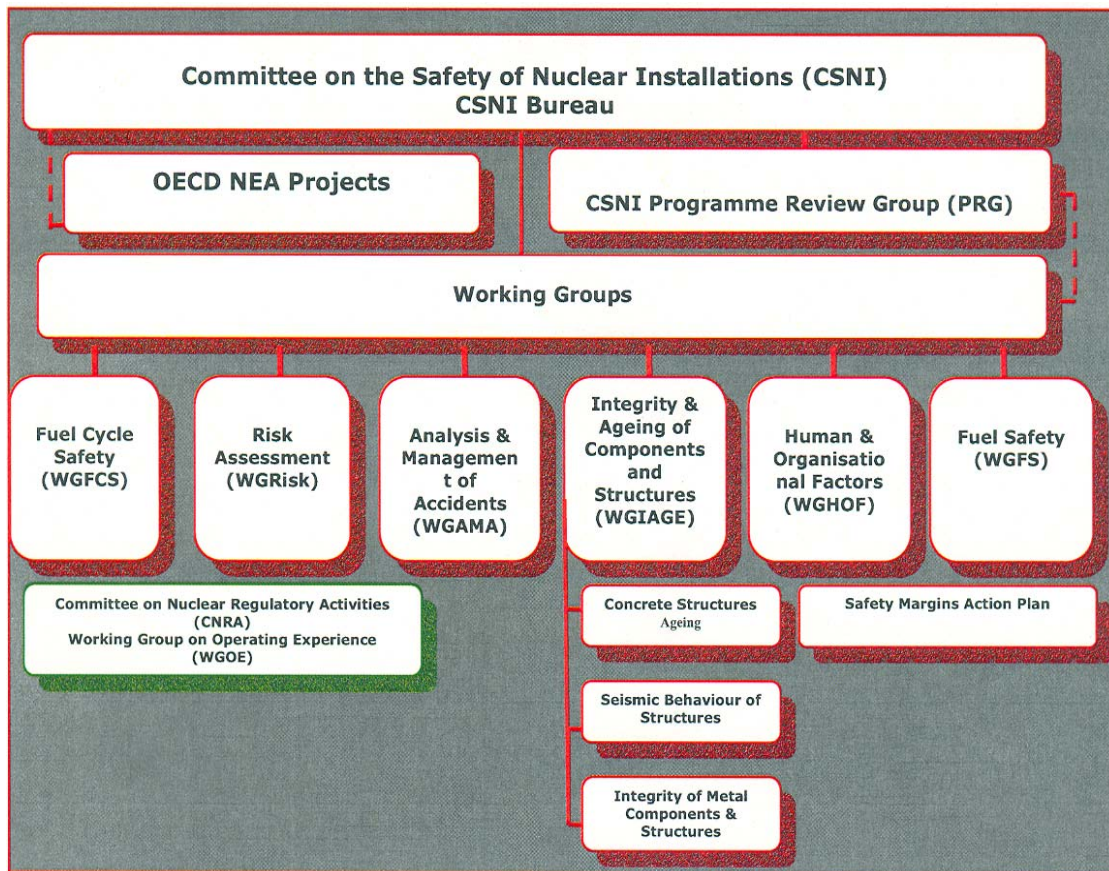 Committee on the Safety of Nuclear Installations (CSNI)
CSNI Bureau
OECD NEA Projects
CSNI Programme Review Group (PRG)
Working Groups
Fuel Cycle
Safety
(WGFCS)
Risk
Assessment
(WGRisk)
Analysis &
Managemen
t of
Accidents
(WGAMA)
Integrity &
Ageing of
Components
and
Structures
(WGIAGE)
Human &
Organisatio
nal Factors
(WGHOF)
Fuel Safety
(WGFS)
Committee on Nuclear Regulatory Activities
(CNRA)
Working Group on Operating Experience
(WGOE)
Concrete Structures
Ageing
Safety Margins Action Plan
Seismic Behaviour of
Structures
Integrity of Metal
Components &
Structures